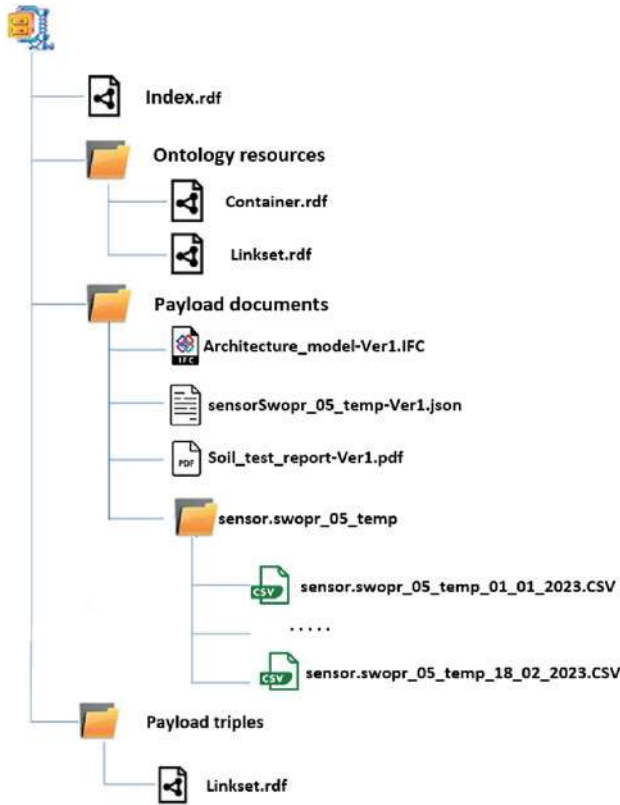 Index.rdf
Ontology resources
Container.rdf
Linkset.rdf
Payload documents
IFC
Architecture_model-Ver1.IFC
sensorSwopr_05_temp-Ver1.json
PDF
Soil_test_report-Ver1.pdf
sensor.swopr_05_temp
CSV
sensor.swopr_05_temp_01_01_2023.CSV
.....
CSV
sensor.swopr_05_temp_18_02_2023.CSV
Payload triples
Linkset.rdf